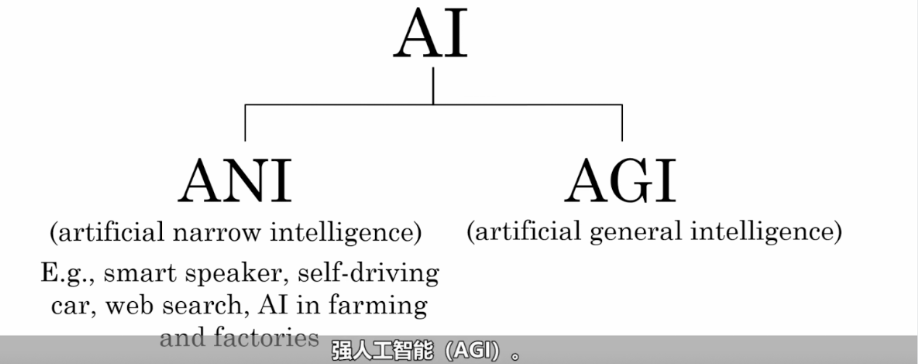 AI
ANI
AGI
(artificial narrow intelligence)
(artificial general intelligence)
E.g., smart speaker, self-driving
car, web search, AI in farming
and factories
强人工智能（AGI）。